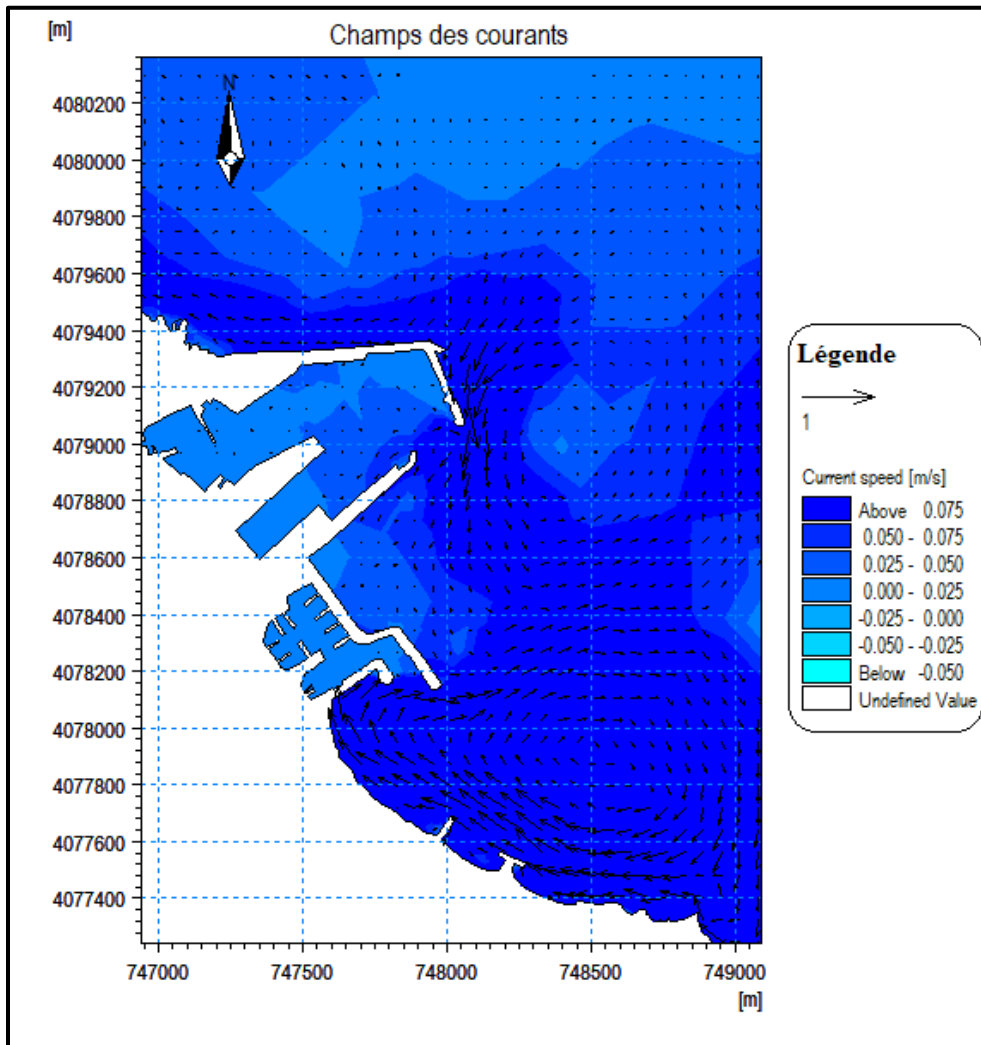 [m]
Champs des courants
N
4080200
4080000
4079800
4079600
4079400
4079200
4079000
4078800
4078600
4078400
4078200
4078000
4077800
4077600
4077400
747000 747500 748000 748500 749000
[m]
Légende
1
Current speed [m/s]
Above 0.075
0.050 - 0.075
0.025 - 0.050
0.000 - 0.025
-0.025 - 0.000
-0.050 - -0.025
Below -0.050
Undefined Value